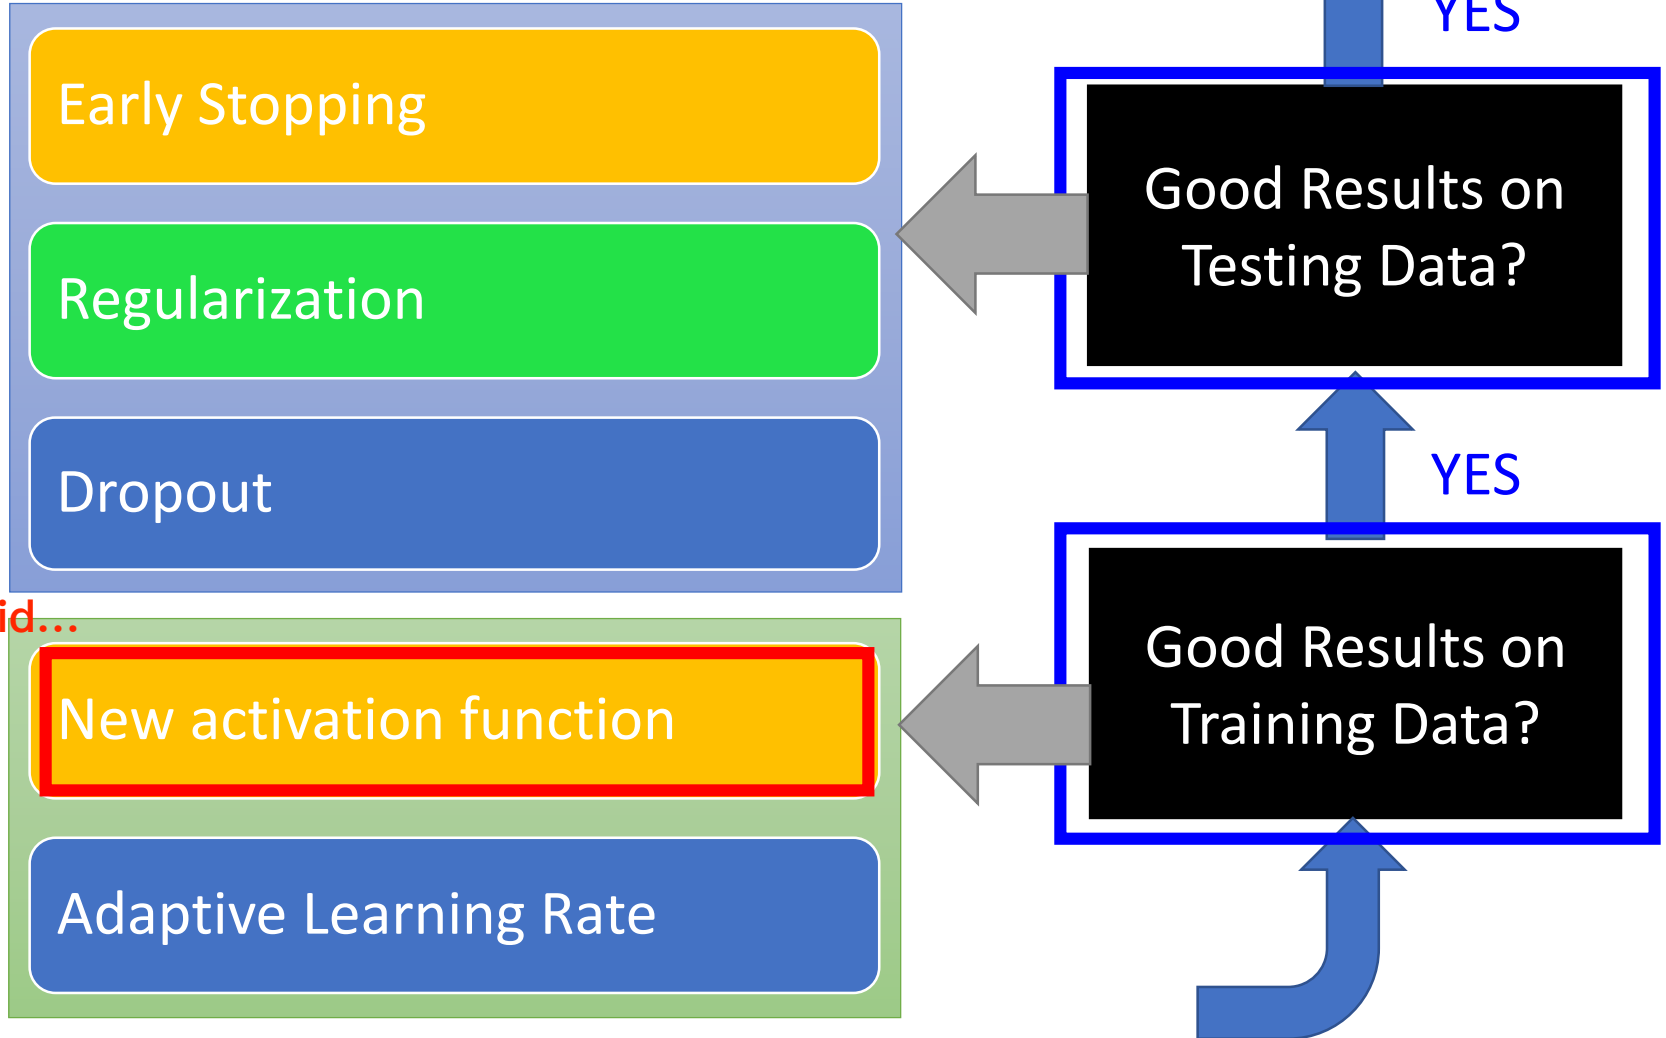 YES
Early Stopping
Good Results on
Testing Data?
Regularization
Dropout
YES
id...
New activation function
Good Results on
Training Data?
Adaptive Learning Rate